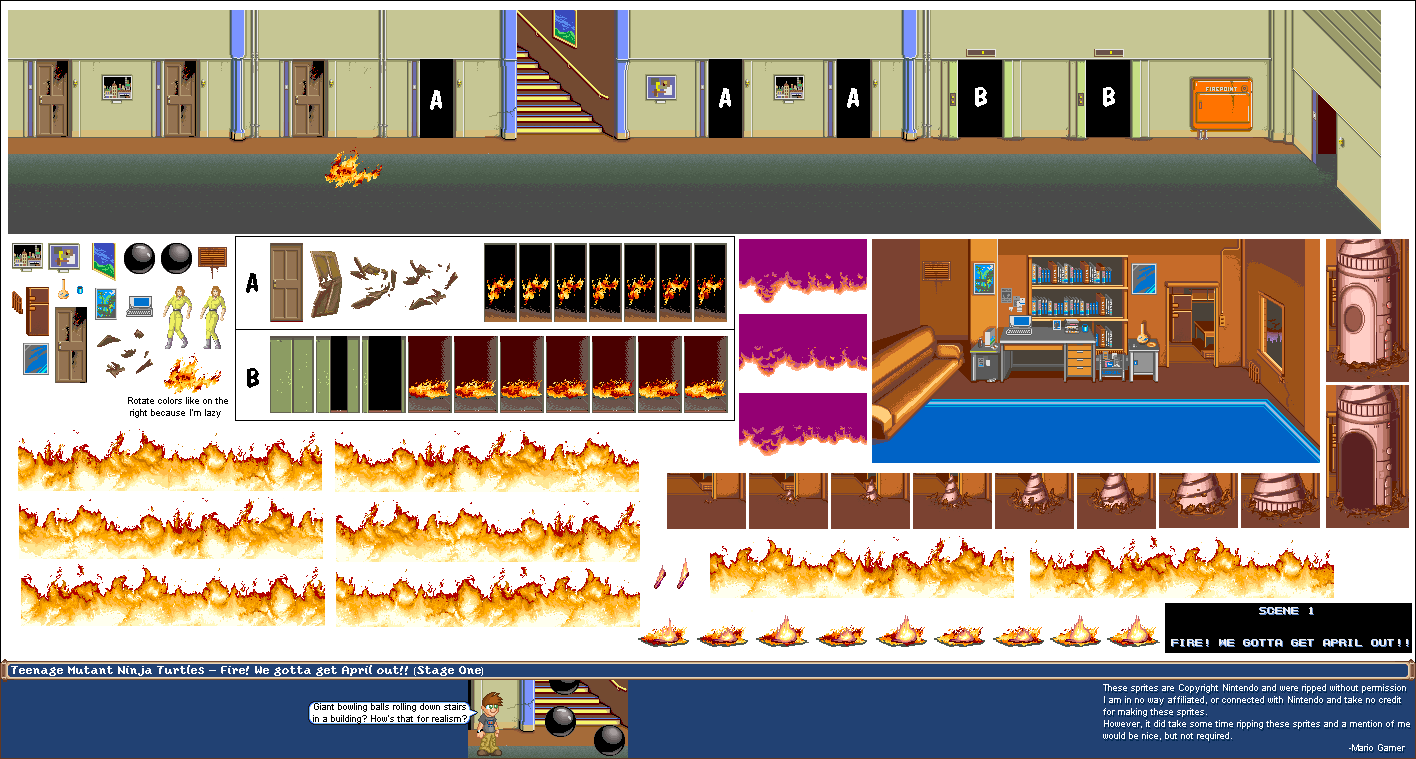 A
A
A
B
B
FIREPOINT
A
B
Rotate colors like on the
right because I'm lazy
SCENE 1
FIRE! WE GOTTA GET APRIL OUT!!
Teenage Mutant Ninja Turtles - Fire! We gotta get April out!! (Stage One)
Giant bowling balls rolling down stairs
in a building? How's that for realism?
These sprites are Copyright Nintendo and were ripped without permission
I am in no way affiliated, or connected with Nintendo and take no credit
for making these sprites.
However, it did take some time ripping these sprites and a mention of me
would be nice, but not required.
-Mario Gamer